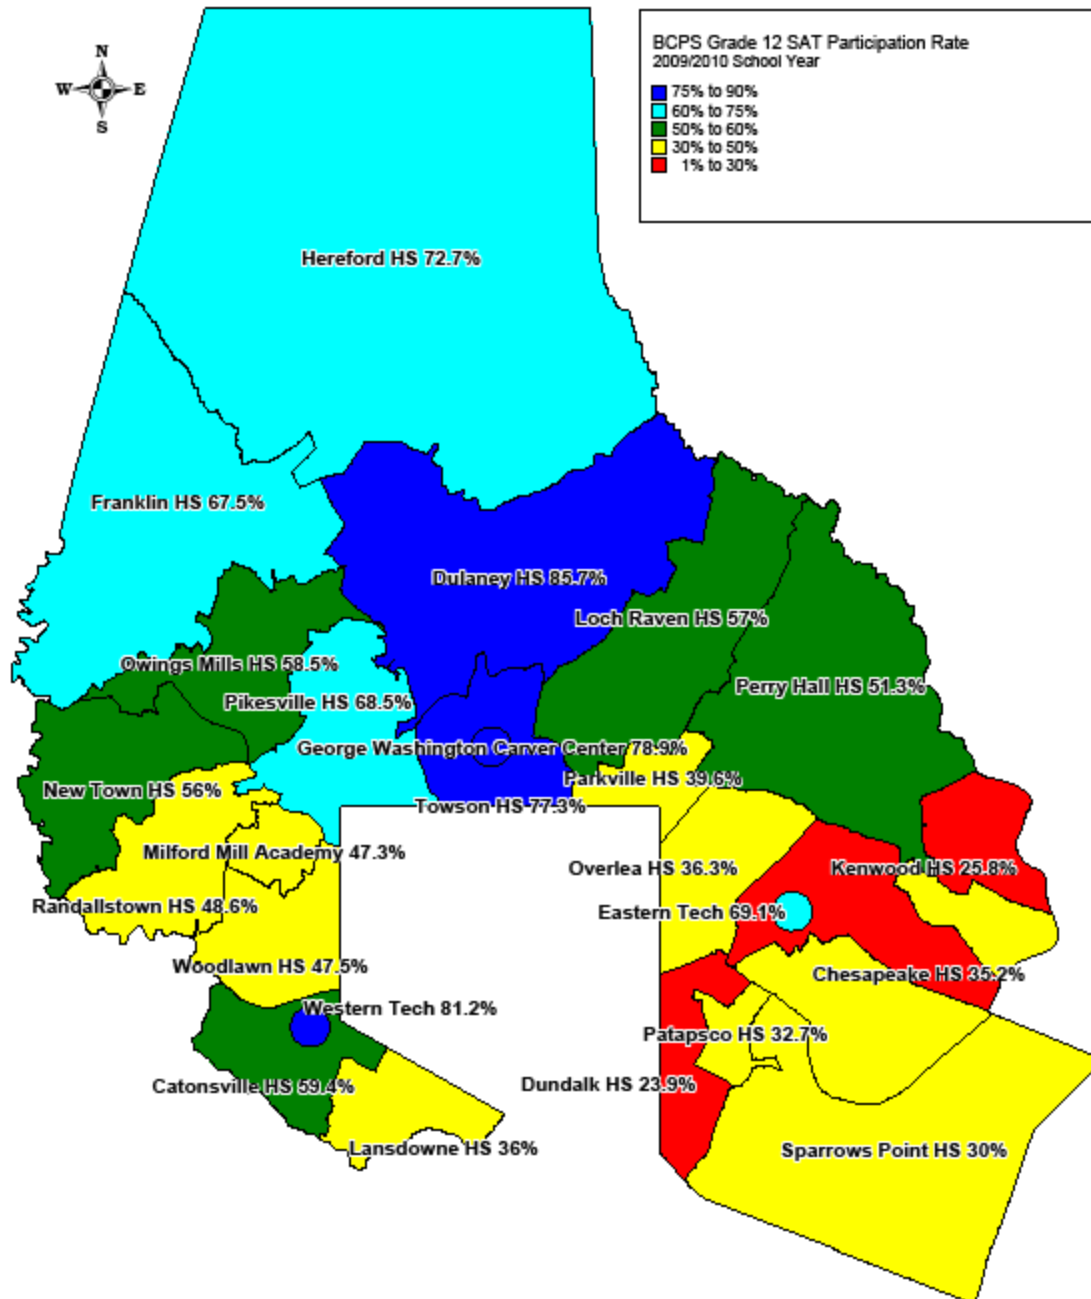 N
W E
S
BCPS Grade 12 SAT Participation Rate
2009/2010 School Year
75% to 90%
60% to 75%
50% to 60%
30% to 50%
1% to 30%
Hereford HS 72.7%
Franklin HS 67.5%
Dulaney HS 85.7%
Loch Raven HS 57%
Owings Mills HS 58.5%
Perry Hall HS 51.3%
Pikesville HS 68.5%
George Washington Carver Center 78.9%
Parkville HS 39.6%
New Town HS 56%
Towson HS 77.3%
Milford Mill Academy 47.3%
Overlea HS 36.3%
Kenwood HS 25.8%
Randallstown HS 48.6%
Eastern Tech 69.1%
Woodlawn HS 47.5%
Chesapeake HS 35.2%
Western Tech 81.2%
Patapsco HS 32.7%
Catonsville HS 59.4%
Dundalk HS 23.9%
Lansdowne HS 36%
Sparrows Point HS 30%